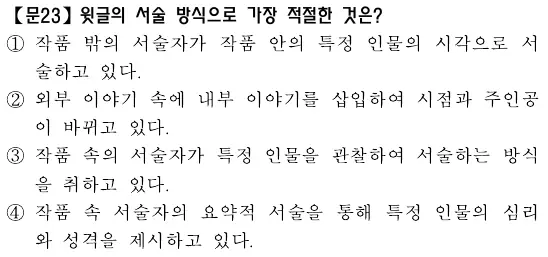 【문23】 윗글의 서술 방식으로 가장 적절한 것은?
① 작품 밖의 서술자가 작품 안의 특정 인물의 시각으로 서
술하고 있다.
② 외부 이야기 속에 내부 이야기를 삽입하여 시점과 주인공
이 바뀌고 있다.
③ 작품 속의 서술자가 특정 인물을 관찰하여 서술하는 방식
을 취하고 있다.
④ 작품 속 서술자의 요약적 서술을 통해 특정 인물의 심리
와 성격을 제시하고 있다.